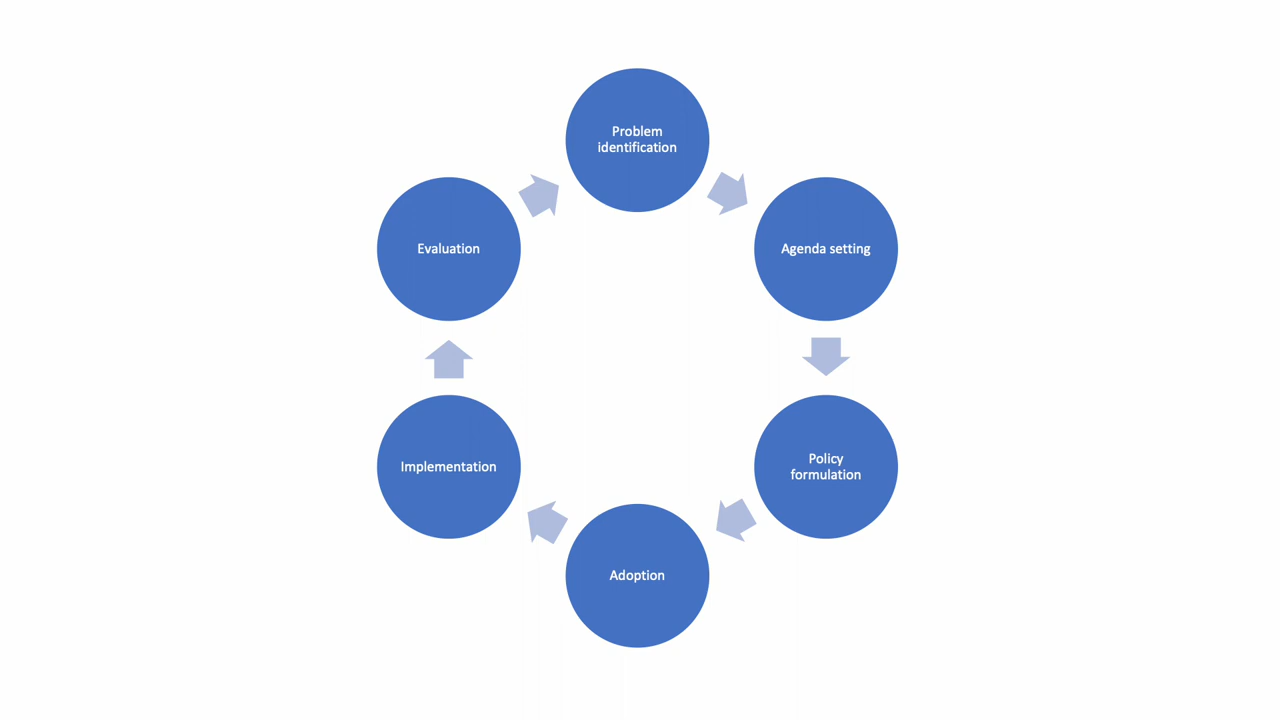 Problem
identification
Agenda setting
Policy
formulation
Adoption
Implementation
Evaluation